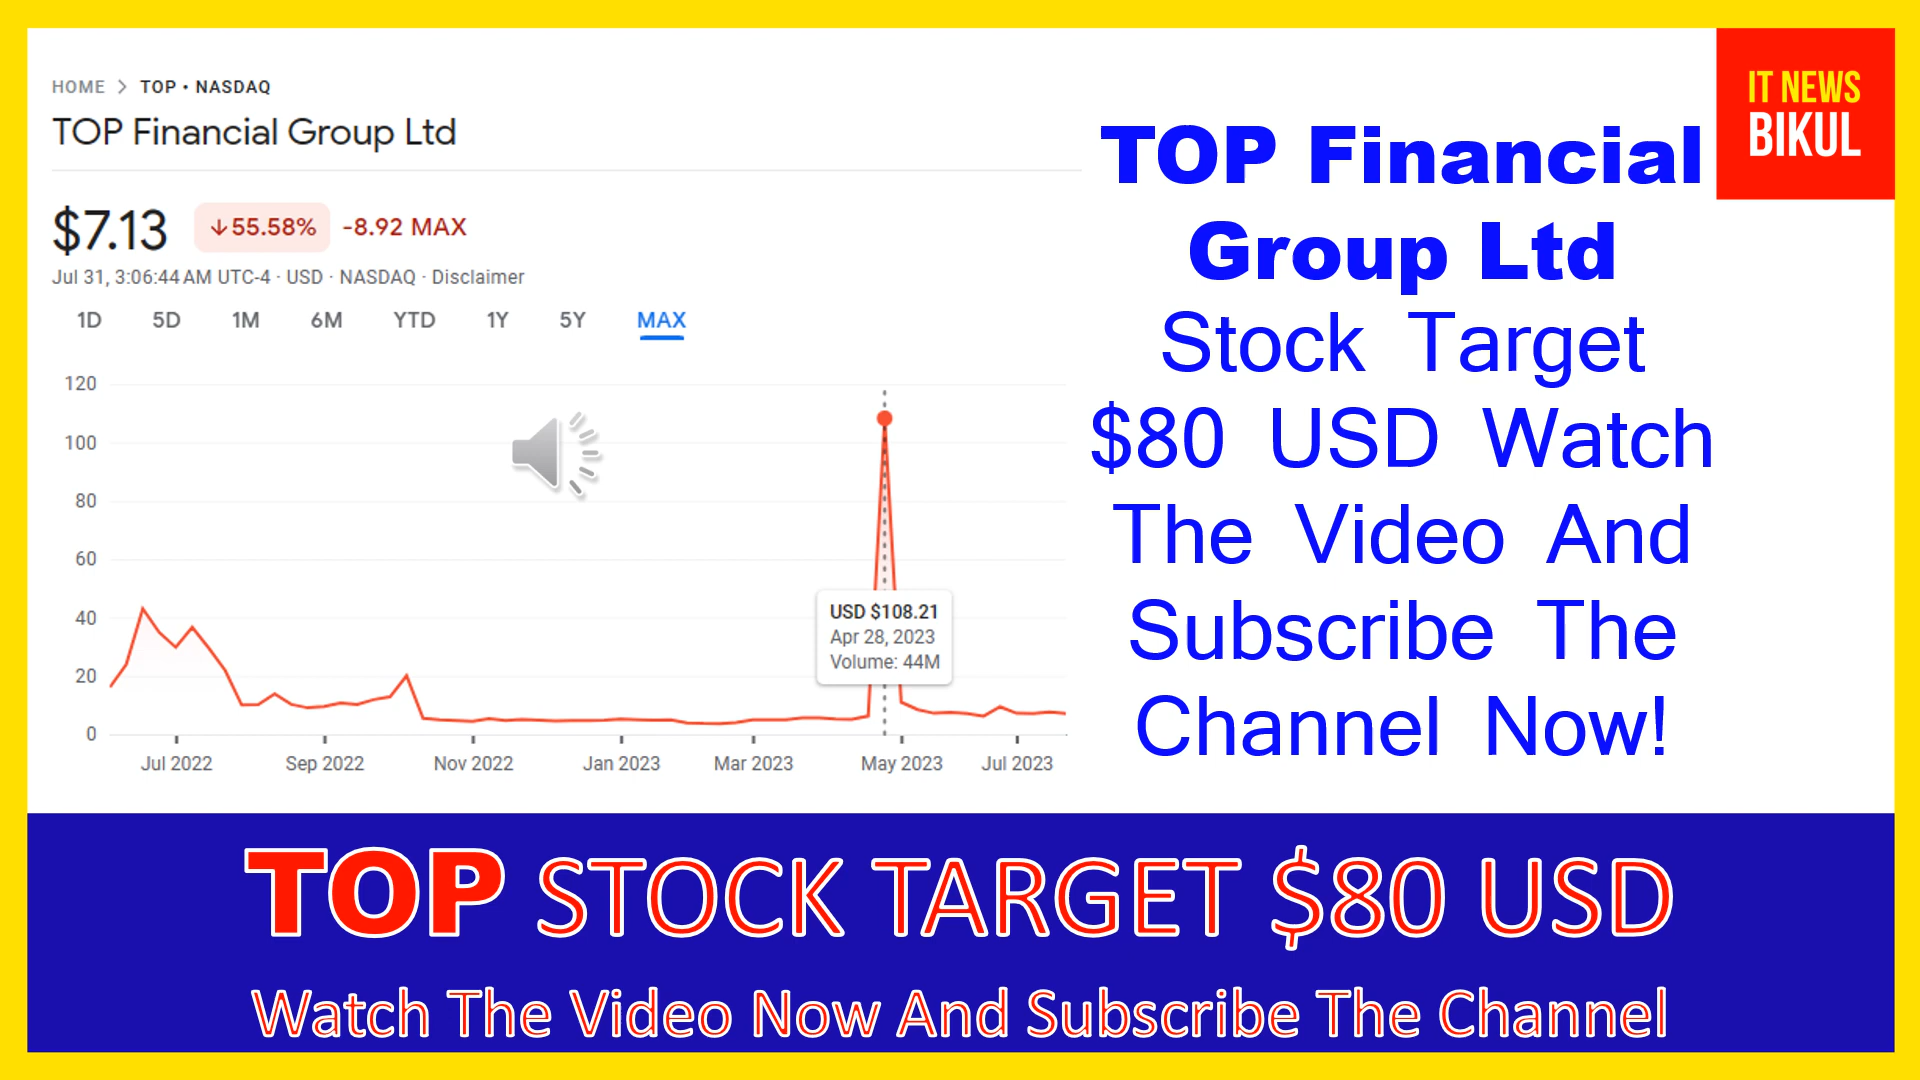 HOME > TOP • NASDAQ
TOP Financial Group Ltd
$7.13 ↓55.58% -8.92 MAX
Jul 31, 3:06:44 AM UTC-4 · USD · NASDAQ · Disclaimer
1D 5D 1M 6M YTD 1Y 5Y MAX
120
100
80
60
40
20
0
USD $108.21
Apr 28, 2023
Volume: 44M
Jul 2022 Sep 2022 Nov 2022 Jan 2023 Mar 2023 May 2023 Jul 2023
TOP Financial
Group Ltd
Stock Target
$80 USD Watch
The Video And
Subscribe The
Channel Now!
IT NEWS
BIKUL
TOP STOCK TARGET $80 USD
Watch The Video Now And Subscribe The Channel